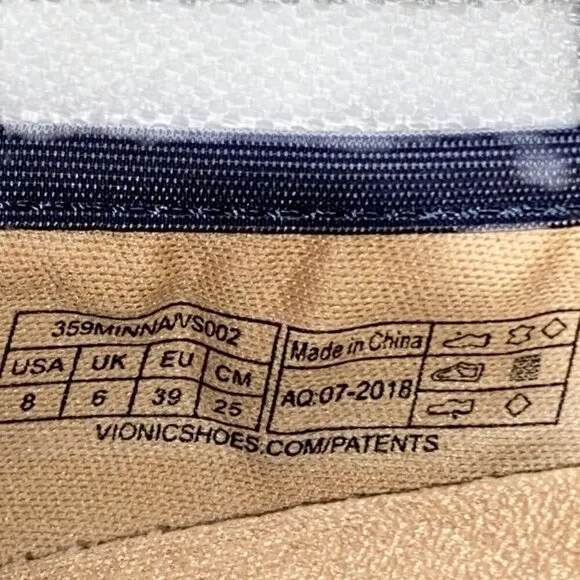 359MINNA/VS002
USA UK EU CM
8 6 39 25
Made in China
AQ:07-2018
VIONICSHOES.COM/PATENTS